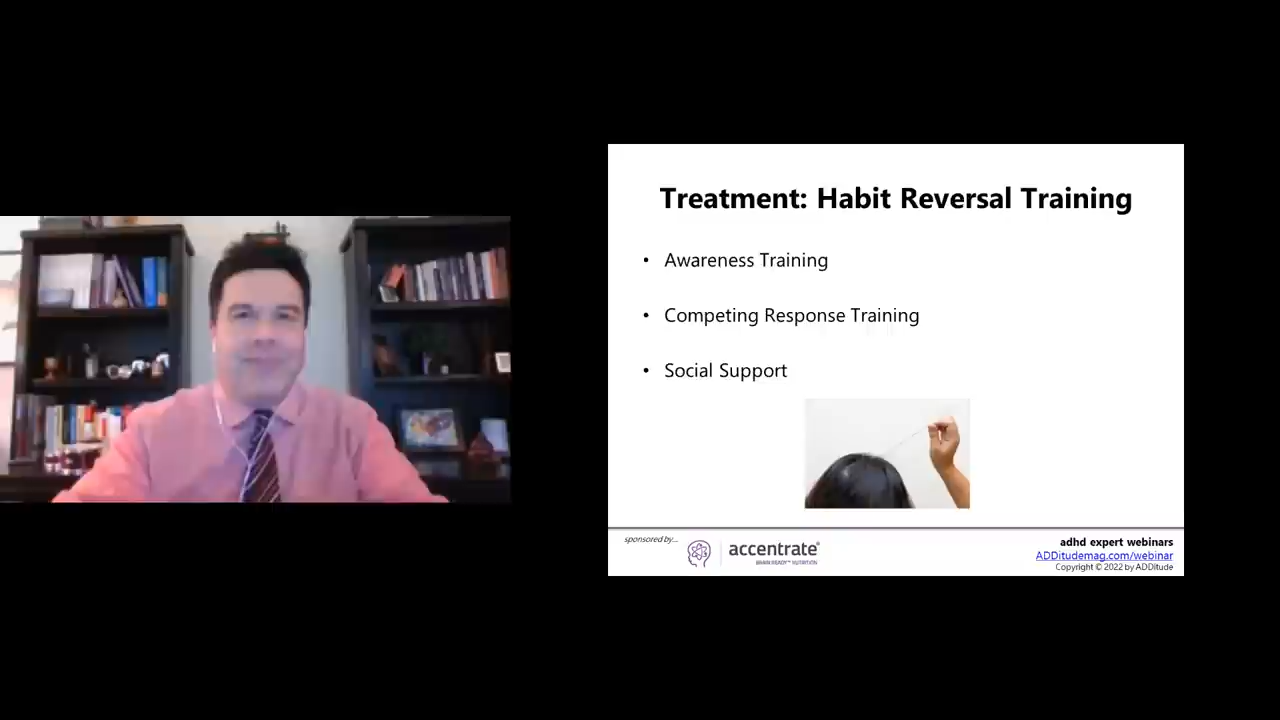 Treatment: Habit Reversal Training
• Awareness Training
• Competing Response Training
• Social Support
sponsored by...
accentrate®
BRAIN READY™ NUTRITION
adhd expert webinars
ADDitudemag.com/webinar
Copyright © 2022 by ADDitude